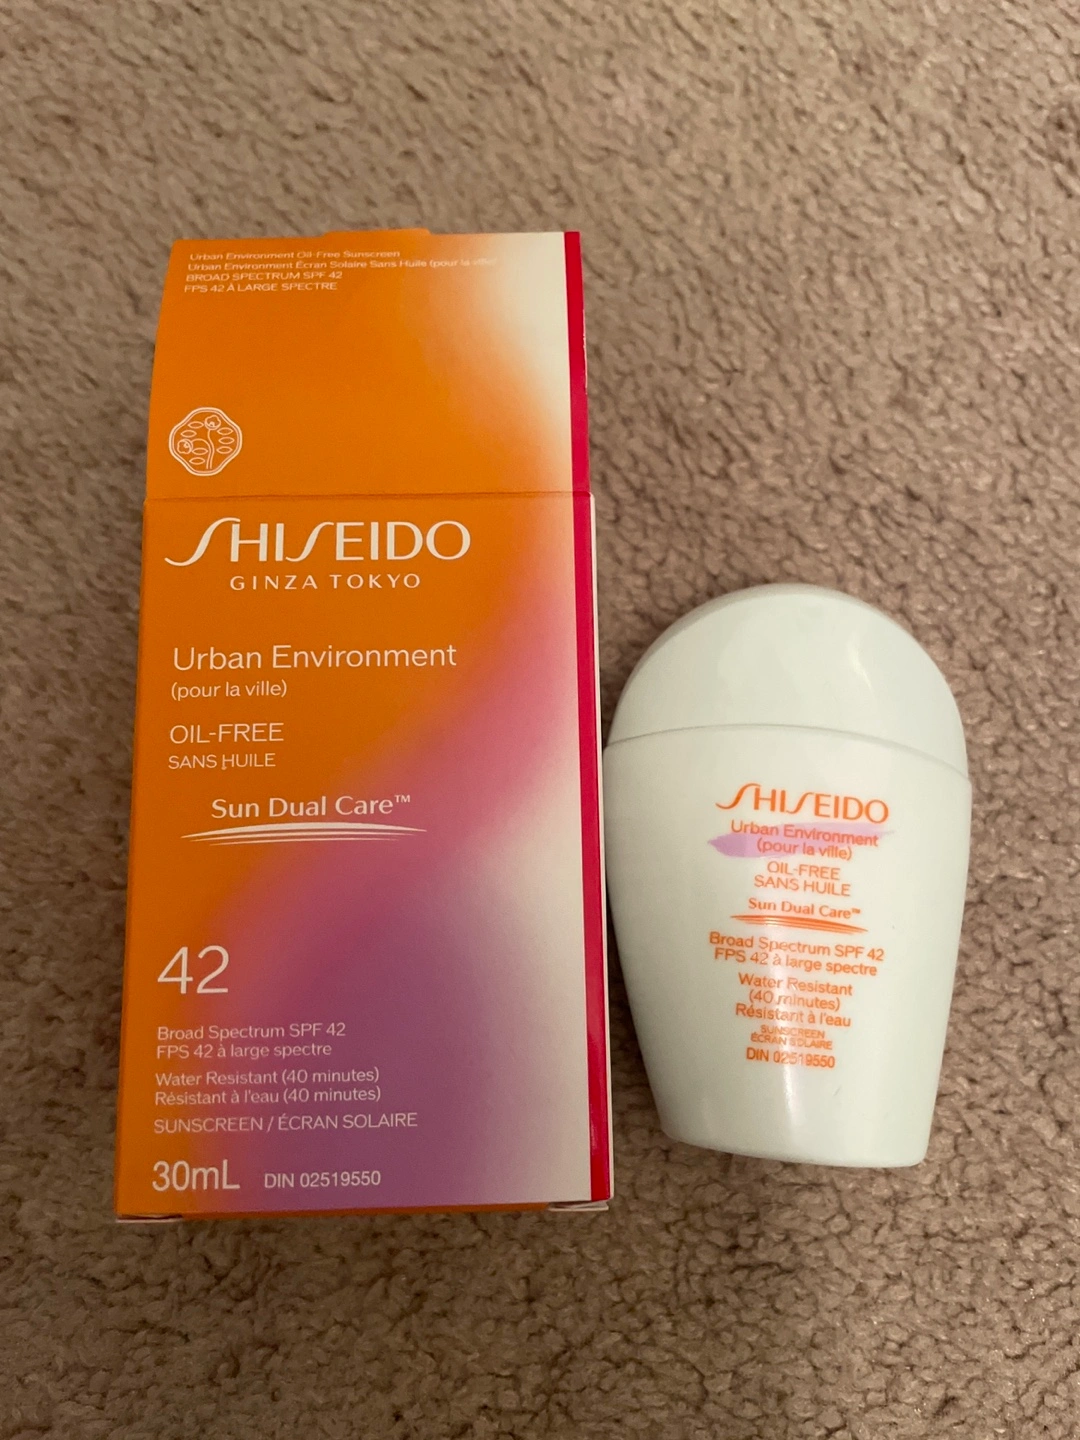 Urban Environment Oil-Free Sunscreen
Urban Environment Écran Solaire Sans Huile (pour la ville)
BROAD SPECTRUM SPF 42
FPS 42 À LARGE SPECTRE
SHISEIDO
GINZA TOKYO
Urban Environment
(pour la ville)
OIL-FREE
SANS HUILE
Sun Dual Care™
42
Broad Spectrum SPF 42
FPS 42 à large spectre
Water Resistant (40 minutes)
Résistant à l'eau (40 minutes)
SUNSCREEN / ÉCRAN SOLAIRE
30mL DIN 02519550
SHISEIDO
Urban Environment
(pour la ville)
OIL-FREE
SANS HUILE
Sun Dual Care™
Broad Spectrum SPF 42
FPS 42 à large spectre
Water Resistant
(40 minutes)
Résistant à l'eau
SUNSCREEN
ÉCRAN SOLAIRE
DIN 02519550